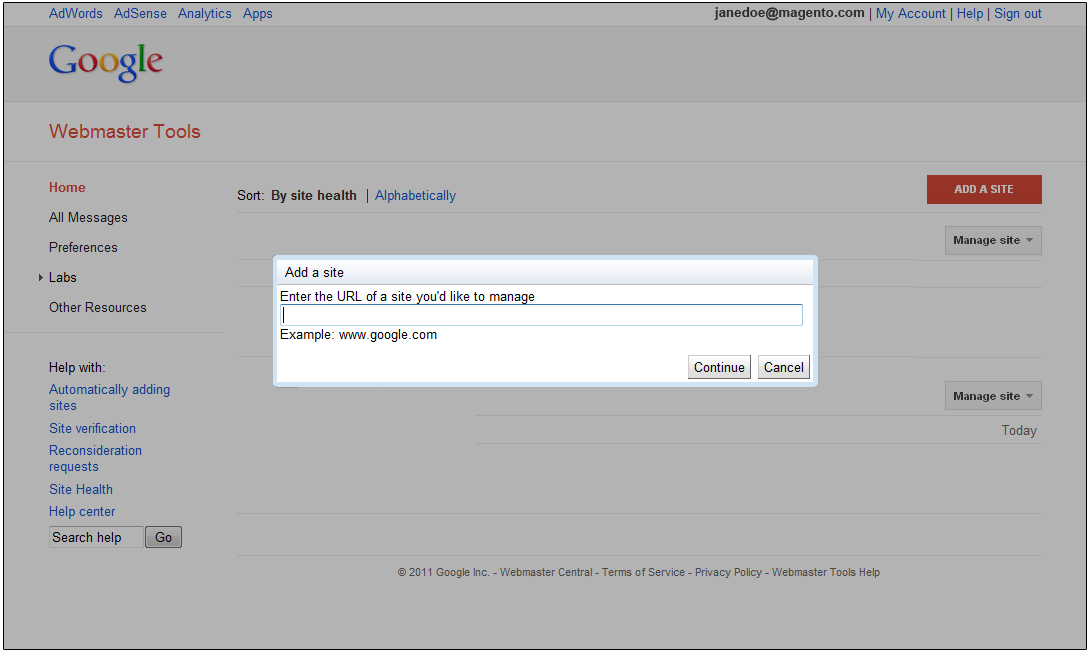 AdWords AdSense Analytics Apps
janedoe@magento.com | My Account | Help | Sign out
Google
Webmaster Tools
Home
All Messages
Preferences
Labs
Other Resources
Help with:
Automatically adding
sites
Site verification
Reconsideration
requests
Site Health
Help center
Search help Go
Sort: By site health | Alphabetically
ADD A SITE
Manage site
Add a site
Enter the URL of a site you'd like to manage
Example: www.google.com
Continue Cancel
Manage site
Today
© 2011 Google Inc. - Webmaster Central - Terms of Service - Privacy Policy - Webmaster Tools Help